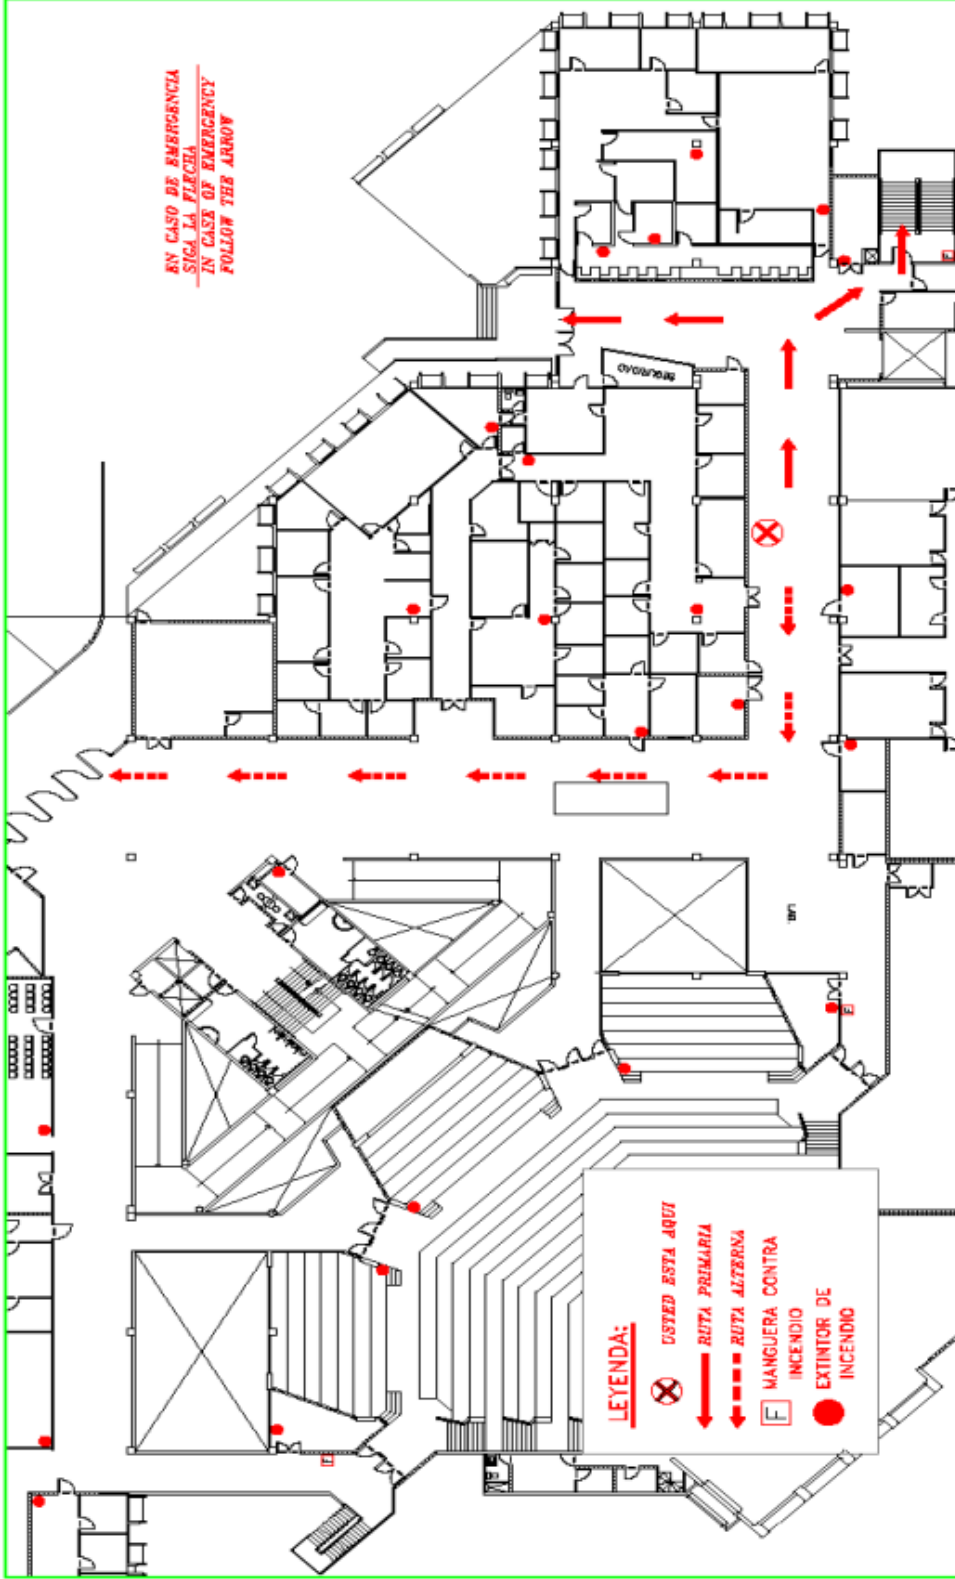 EN CASO DE EMERGENCIA
SIGA LA FLECHA
IN CASE OF EMERGENCY
FOLLOW THE ARROW
SEGURIDAD
LAB.
F
F
F
LEYENDA:
USTED ESTA AQUI
RUTA PRIMARIA
RUTA ALTERNA
F MANGUERA CONTRA
INCENDIO
EXTINTOR DE
INCENDIO